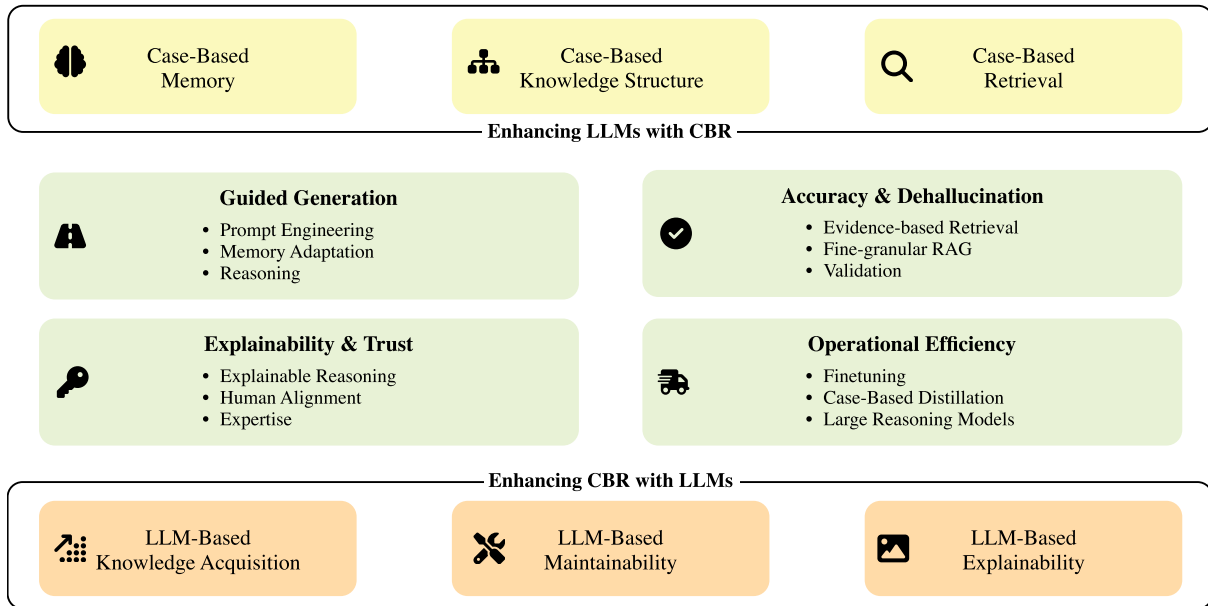 Case-Based
Memory
Case-Based
Knowledge Structure
Case-Based
Retrieval
Enhancing LLMs with CBR
Guided Generation
• Prompt Engineering
• Memory Adaptation
• Reasoning
Accuracy & Dehallucination
• Evidence-based Retrieval
• Fine-granular RAG
• Validation
Explainability & Trust
• Explainable Reasoning
• Human Alignment
• Expertise
Operational Efficiency
• Finetuning
• Case-Based Distillation
• Large Reasoning Models
Enhancing CBR with LLMs
LLM-Based
Knowledge Acquisition
LLM-Based
Maintainability
LLM-Based
Explainability